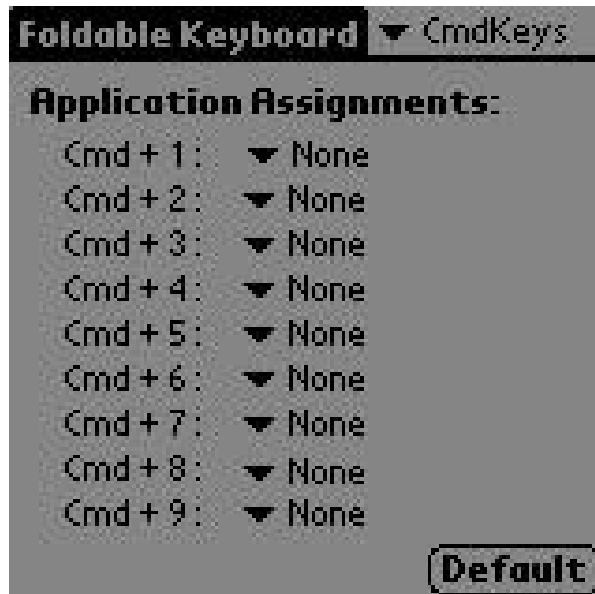 Foldable Keyboard CmdKeys
Application Assignments:
Cmd + 1: None
Cmd + 2: None
Cmd + 3: None
Cmd + 4: None
Cmd + 5: None
Cmd + 6: None
Cmd + 7: None
Cmd + 8: None
Cmd + 9: None
Default